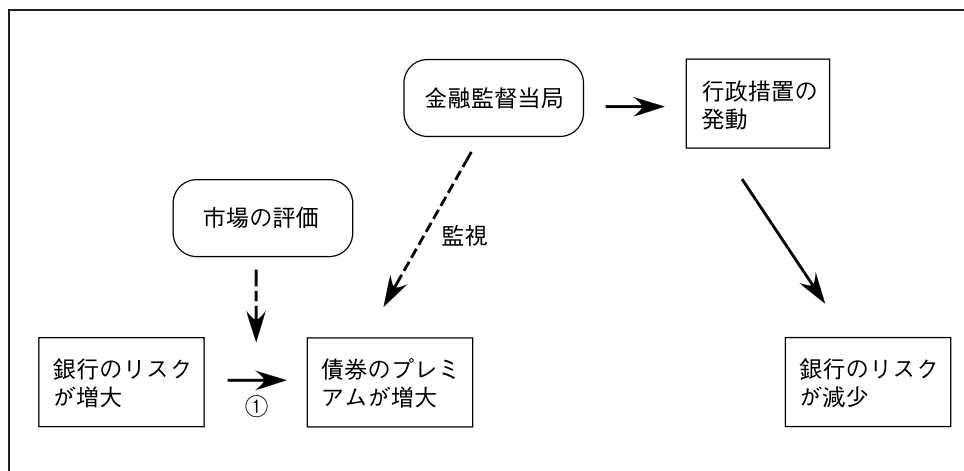 金融監督当局
行政措置の
発動
市場の評価
監視
銀行のリスク
が増大
①
債券のプレミ
アムが増大
銀行のリスク
が減少